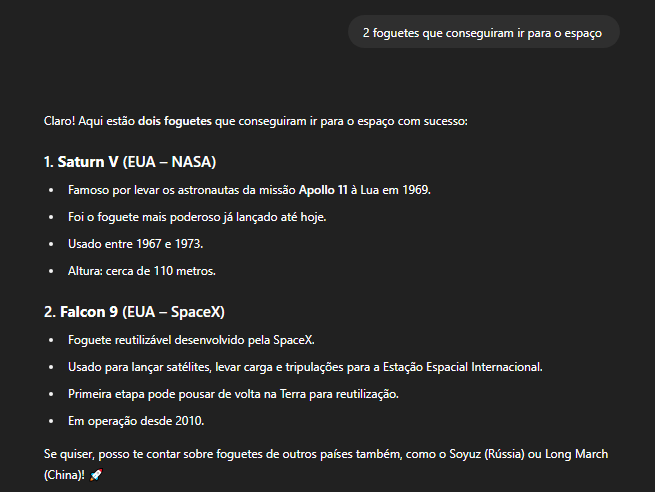 2 foguetes que conseguiram ir para o espaço
Claro! Aqui estão dois foguetes que conseguiram ir para o espaço com sucesso:
1. Saturn V (EUA – NASA)
• Famoso por levar os astronautas da missão Apollo 11 à Lua em 1969.
• Foi o foguete mais poderoso já lançado até hoje.
• Usado entre 1967 e 1973.
• Altura: cerca de 110 metros.
2. Falcon 9 (EUA – SpaceX)
• Foguete reutilizável desenvolvido pela SpaceX.
• Usado para lançar satélites, levar carga e tripulações para a Estação Espacial Internacional.
• Primeira etapa pode pousar de volta na Terra para reutilização.
• Em operação desde 2010.
Se quiser, posso te contar sobre foguetes de outros países também, como o Soyuz (Rússia) ou Long March
(China)! 🚀